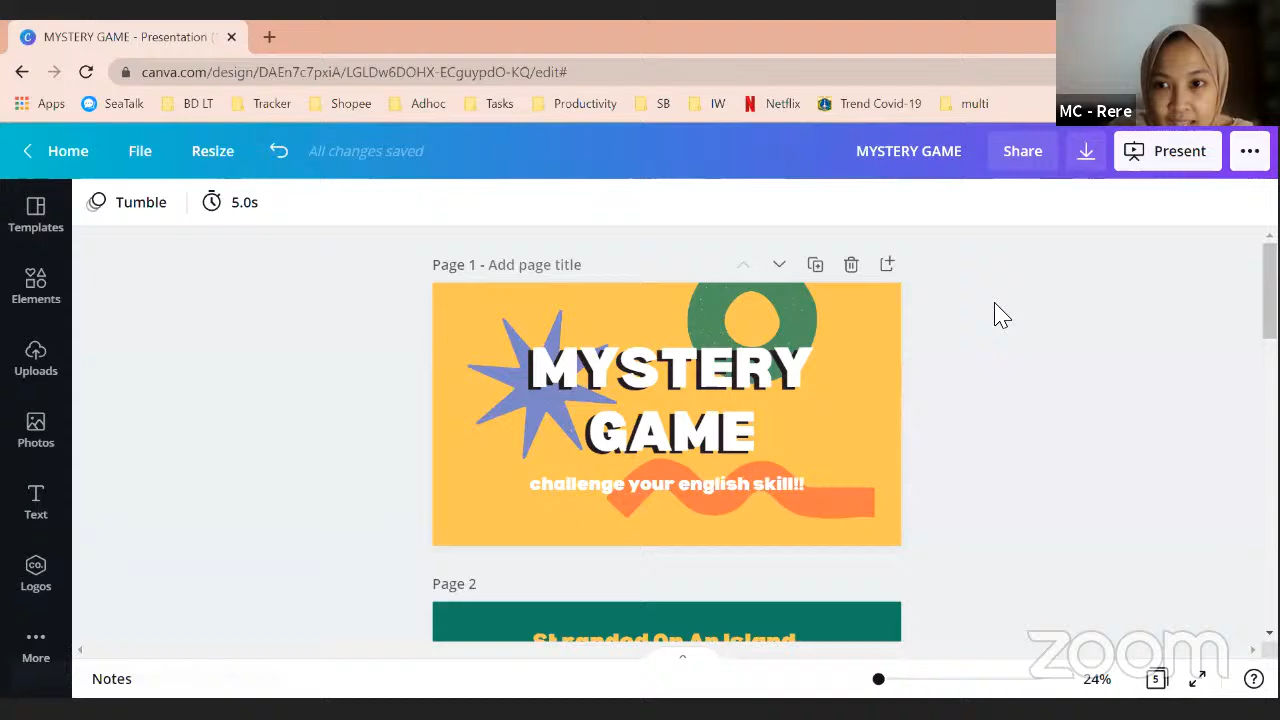 MYSTERY GAME - Presentation (
canva.com/design/DAEn7c7pxiA/LGLDw6DOHX-ECguypdO-KQ/edit#
Apps SeaTalk BD LT Tracker Shopee Adhoc Tasks Productivity SB IW Netflix Trend Covid-19 multi
MC - Rere
Home File Resize All changes saved MYSTERY GAME Share Present
Tumble 5.0s
Templates
Elements
Uploads
Photos
Text
CO.
Logos
More
Page 1 - Add page title
MYSTERY
GAME
challenge your english skill!!
Page 2
Stranded On An Island
zoom
Notes 24% 5